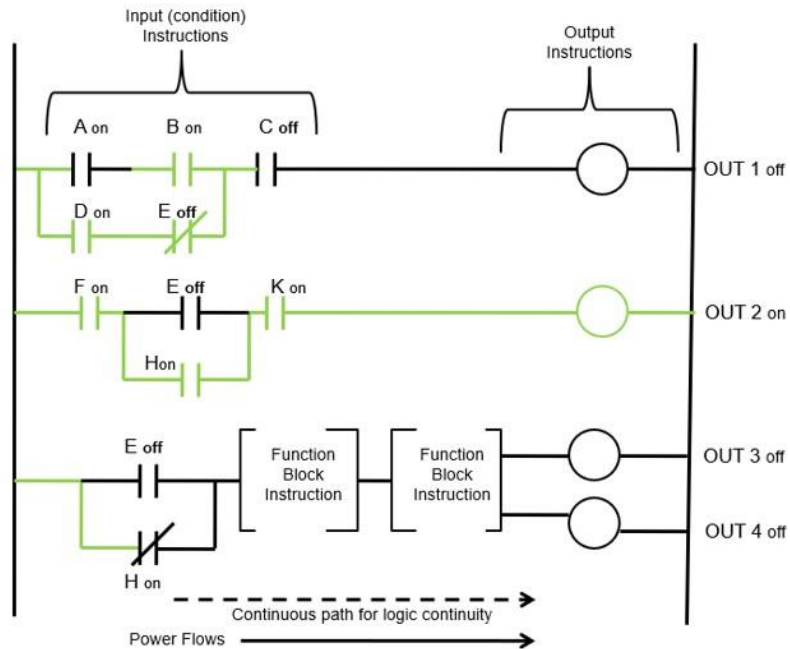 Input (condition)
Instructions
Output
Instructions
A on
B on
C off
OUT 1 off
D on
E off
F on
E off
K on
OUT 2 on
Hon
E off
Function
Block
Instruction
Function
Block
Instruction
OUT 3 off
OUT 4 off
H on
Continuous path for logic continuity
Power Flows